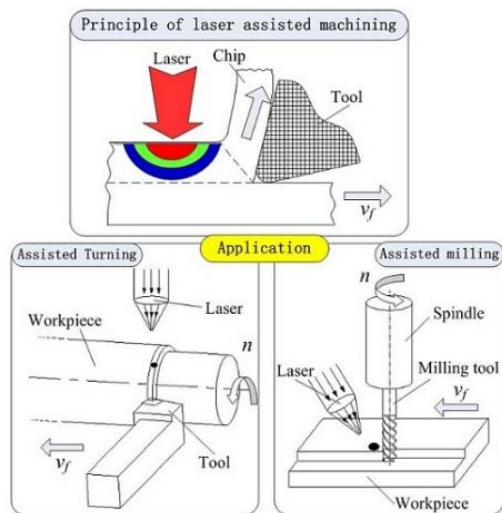 Principle of laser assisted machining
Laser
Chip
Tool
vf
Application
Assisted Turning
Laser
Workpiece
n
Tool
vf
Assisted milling
n
Spindle
Milling tool
Laser
vf
Workpiece